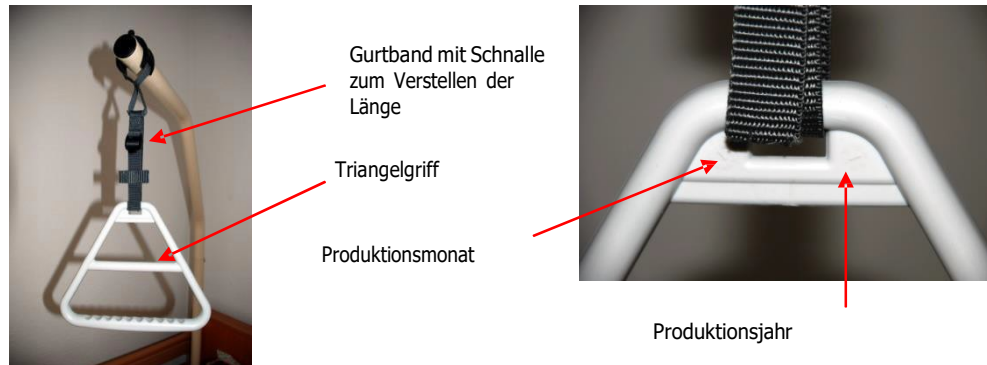 Gurtband mit Schnalle
zum Verstellen der
Länge
Triangelgriff
Produktionsmonat
Produktionsjahr